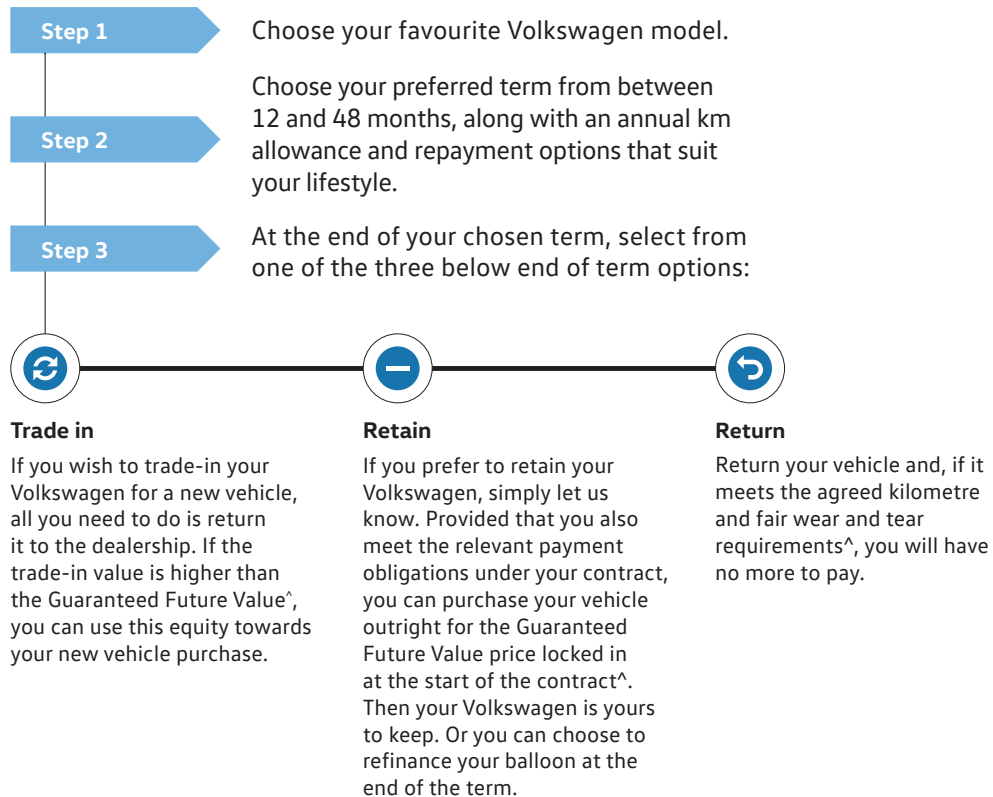 Step 1
Choose your favourite Volkswagen model.
Step 2
Choose your preferred term from between
12 and 48 months, along with an annual km
allowance and repayment options that suit
your lifestyle.
Step 3
At the end of your chosen term, select from
one of the three below end of term options:
Trade in
If you wish to trade-in your
Volkswagen for a new vehicle,
all you need to do is return
it to the dealership. If the
trade-in value is higher than
the Guaranteed Future Value^,
you can use this equity towards
your new vehicle purchase.
Retain
If you prefer to retain your
Volkswagen, simply let us
know. Provided that you also
meet the relevant payment
obligations under your contract,
you can purchase your vehicle
outright for the Guaranteed
Future Value price locked in
at the start of the contract^.
Then your Volkswagen is yours
to keep. Or you can choose to
refinance your balloon at the
end of the term.
Return
Return your vehicle and, if it
meets the agreed kilometre
and fair wear and tear
requirements^, you will have
no more to pay.